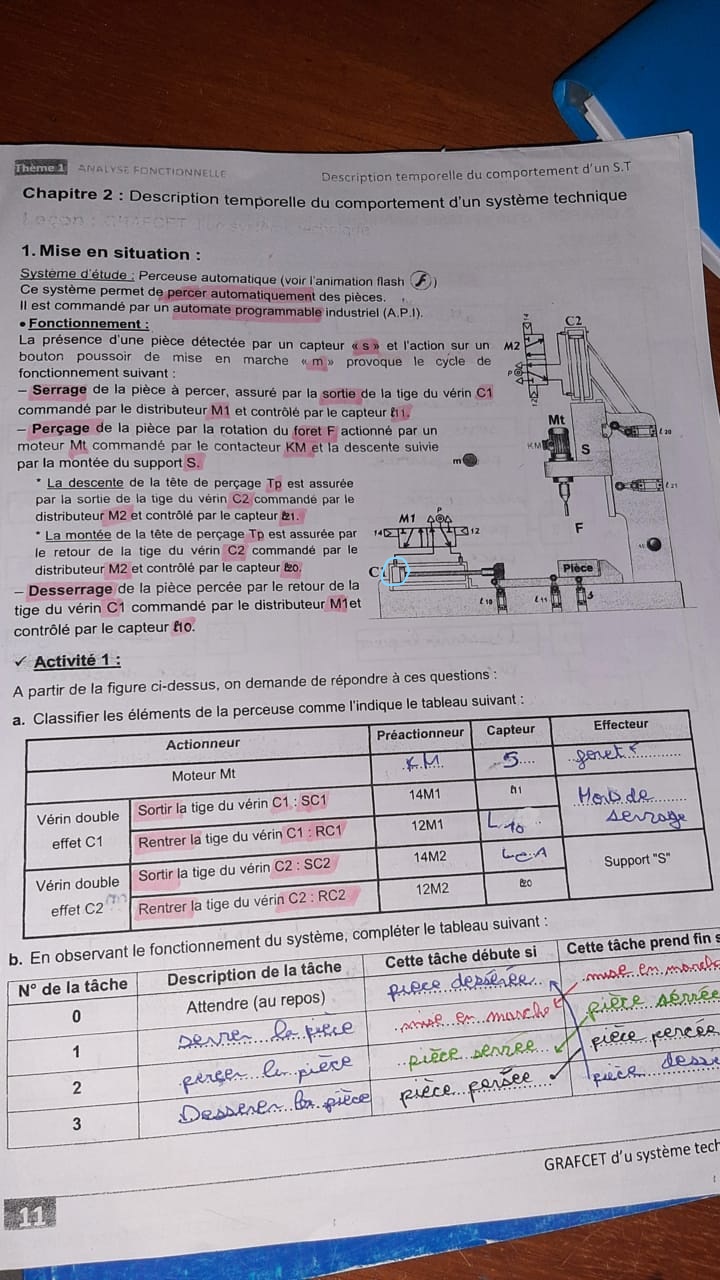 Thème 1 ANALYSE FONCTIONNELLE
Description temporelle du comportement d'un S.T
Chapitre 2 : Description temporelle du comportement d'un système technique
1. Mise en situation :
Système d'étude : Perceuse automatique (voir l'animation flash )
Ce système permet de percer automatiquement des pièces.
Il est commandé par un automate programmable industriel (A.P.I).
• Fonctionnement :
La présence d'une pièce détectée par un capteur « s » et l'action sur un
bouton poussoir de mise en marche « m » provoque le cycle de
fonctionnement suivant :
– Serrage de la pièce à percer, assuré par la sortie de la tige du vérin C1
commandé par le distributeur M1 et contrôlé par le capteur ℓ11.
– Perçage de la pièce par la rotation du foret F actionné par un
moteur Mt commandé par le contacteur KM et la descente suivie
par la montée du support S.
* La descente de la tête de perçage Tp est assurée
par la sortie de la tige du vérin C2 commandé par le
distributeur M2 et contrôlé par le capteur ℓ21.
* La montée de la tête de perçage Tp est assurée par
le retour de la tige du vérin C2 commandé par le
distributeur M2 et contrôlé par le capteur ℓ20.
– Desserrage de la pièce percée par le retour de la
tige du vérin C1 commandé par le distributeur M1et
contrôlé par le capteur ℓ10.
C2
M2
P
Mt
KM
S
ℓ20
m
ℓ21
F
M1
P
14
12
C
Pièce
ℓ10
ℓ11
s
✓ Activité 1 :
A partir de la figure ci-dessus, on demande de répondre à ces questions :
a. Classifier les éléments de la perceuse comme l'indique le tableau suivant :
Actionneur Préactionneur Capteur Effecteur
Moteur Mt KM S foret
Vérin double effet C1
Sortir la tige du vérin C1 : SC1 14M1 ℓ11 Mors de serrage
Rentrer la tige du vérin C1 : RC1 12M1 L10
Vérin double effet C2
Sortir la tige du vérin C2 : SC2 14M2 Support "S"
Rentrer la tige du vérin C2 : RC2 12M2 ℓ20
b. En observant le fonctionnement du système, compléter le tableau suivant :
N° de la tâche Description de la tâche Cette tâche débute si Cette tâche prend fin s
0 Attendre (au repos) piece desserée mise en marche
1 serrer la pièce mise en marche pièce sérrée
2 perçer la pièce pièce serrée pièce percée
3 Desserer la pièce pièce persée pièce desse
GRAFCET d'u système tech
11